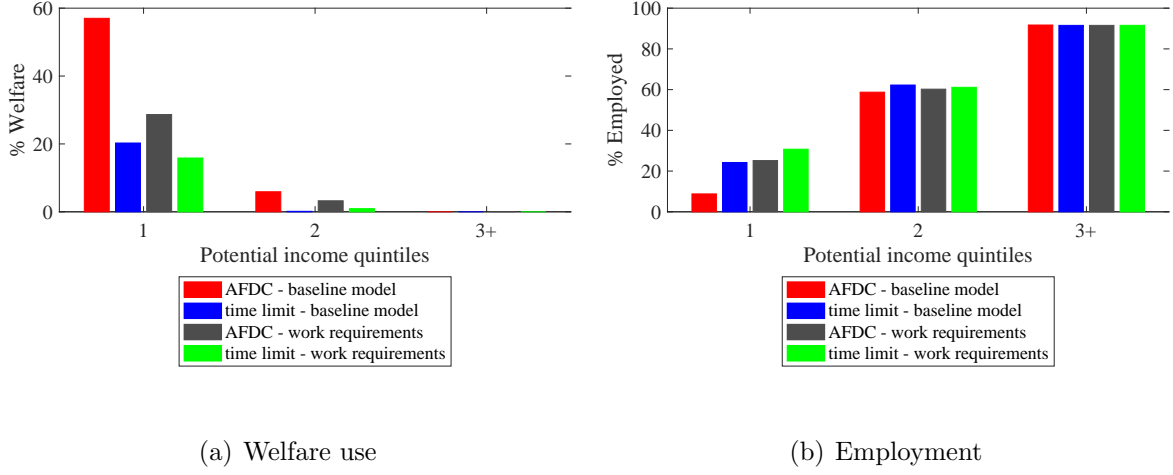 60
40
20
0
% Welfare
1
2
3+
Potential income quintiles
AFDC - baseline model
time limit - baseline model
AFDC - work requirements
time limit - work requirements
(a) Welfare use
100
80
60
40
20
0
% Employed
1
2
3+
Potential income quintiles
AFDC - baseline model
time limit - baseline model
AFDC - work requirements
time limit - work requirements
(b) Employment